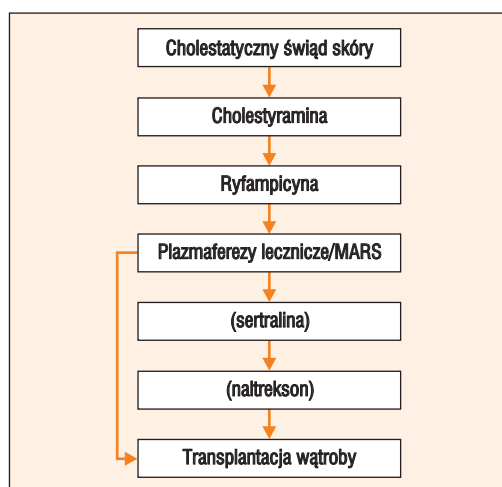 Cholestatyczny świąd skóry
Cholestyramina
Ryfampicyna
Plazmaferezy lecznicze/MARS
(sertralina)
(naltrekson)
Transplantacja wątroby